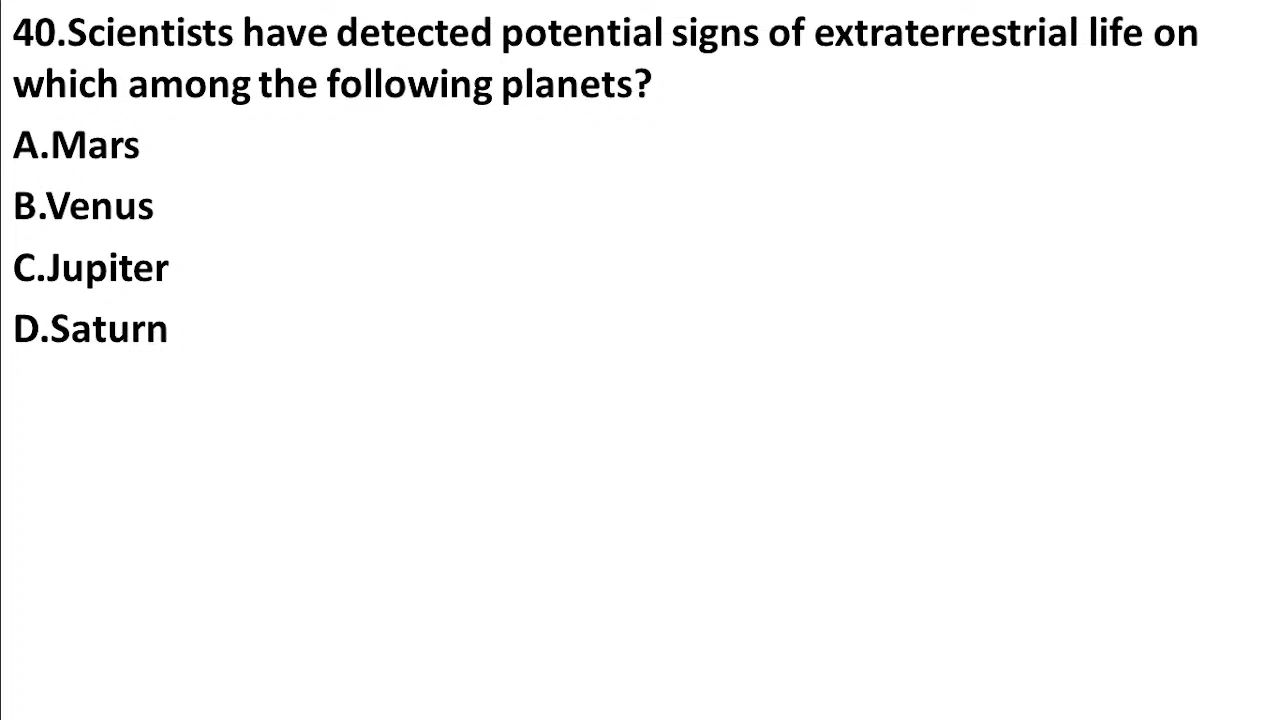 40.Scientists have detected potential signs of extraterrestrial life on
which among the following planets?
A.Mars
B.Venus
C.Jupiter
D.Saturn